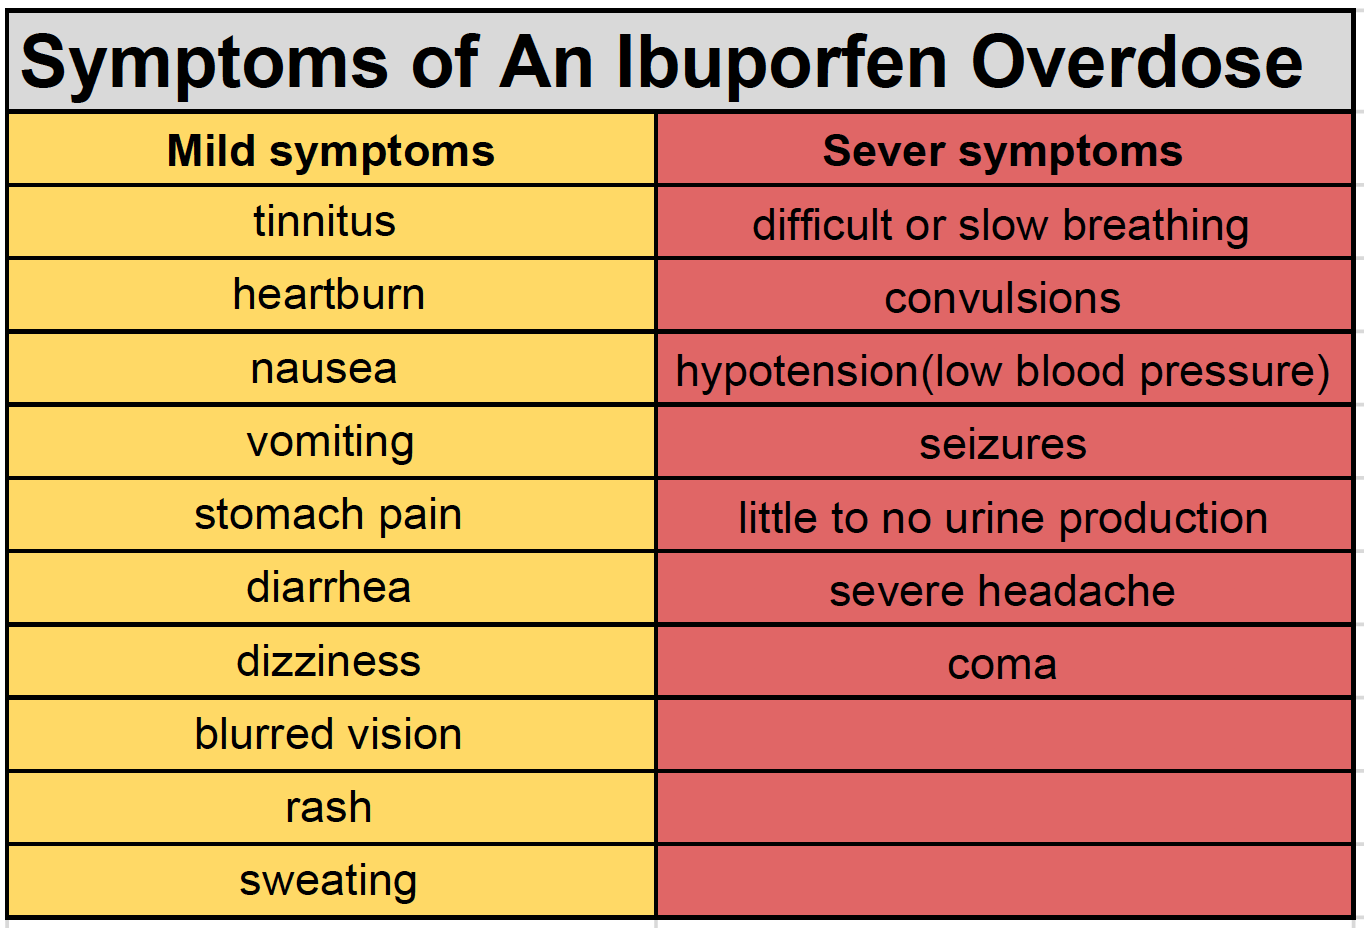 Symptoms of An Ibuporfen Overdose
Mild symptoms Sever symptoms
tinnitus difficult or slow breathing
heartburn convulsions
nausea hypotension(low blood pressure)
vomiting seizures
stomach pain little to no urine production
diarrhea severe headache
dizziness coma
blurred vision
rash
sweating